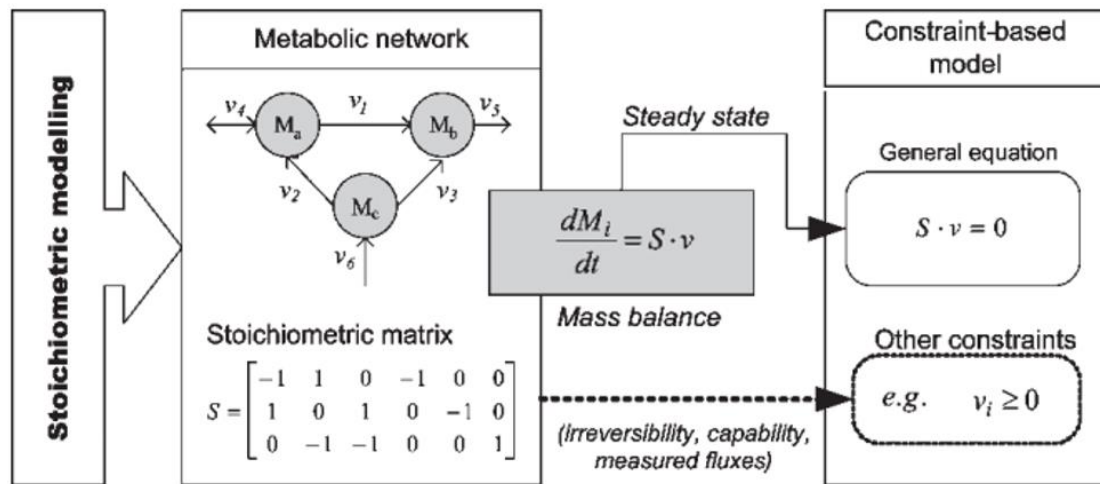 Stoichiometric modelling
Metabolic network
v4
v1
v5
Ma
Mb
v2
Mc
v3
v6
Stoichiometric matrix
S = [ -1 1 0 -1 0 0
1 0 1 0 -1 0
0 -1 -1 0 0 1 ]
Steady state
dM_i/dt = S · v
Mass balance
(irreversibility, capability,
measured fluxes)
Constraint-based
model
General equation
S · v = 0
Other constraints
e.g. v_i ≥ 0